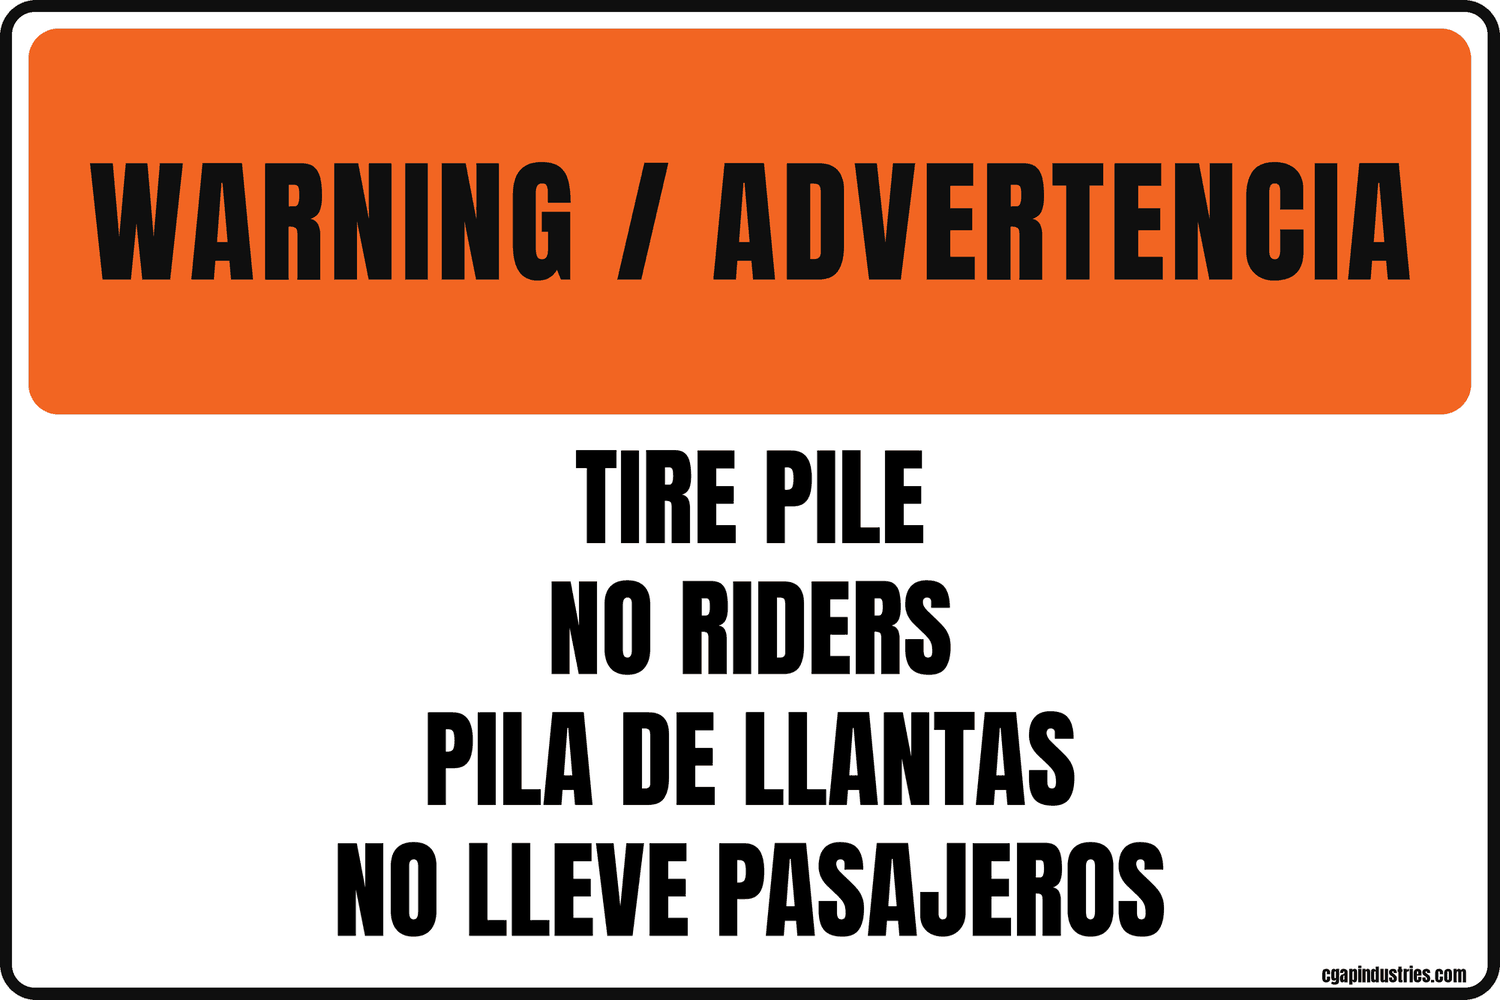 WARNING / ADVERTENCIA
TIRE PILE
NO RIDERS
PILA DE LLANTAS
NO LLEVE PASAJEROS
cgapindustries.com